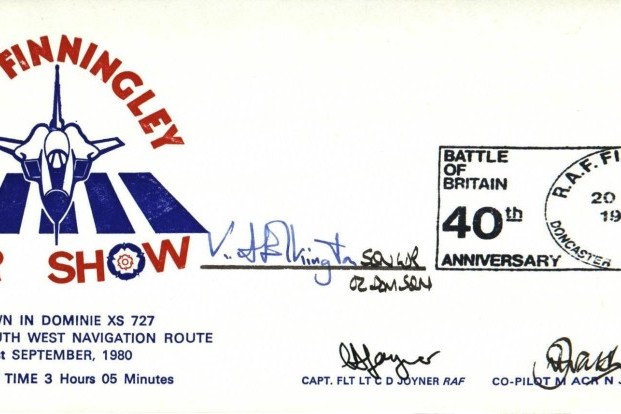 FINNINGLEY
R SHOW
BATTLE
OF
BRITAIN
40th
ANNIVERSARY
R.A.F. FI
20
19
DONCASTER
SQN LDR
WN IN DOMINIE XS 727
UTH WEST NAVIGATION ROUTE
st SEPTEMBER, 1980
TIME 3 Hours 05 Minutes
CAPT. FLT LT C D JOYNER RAF
CO-PILOT M ACR N J